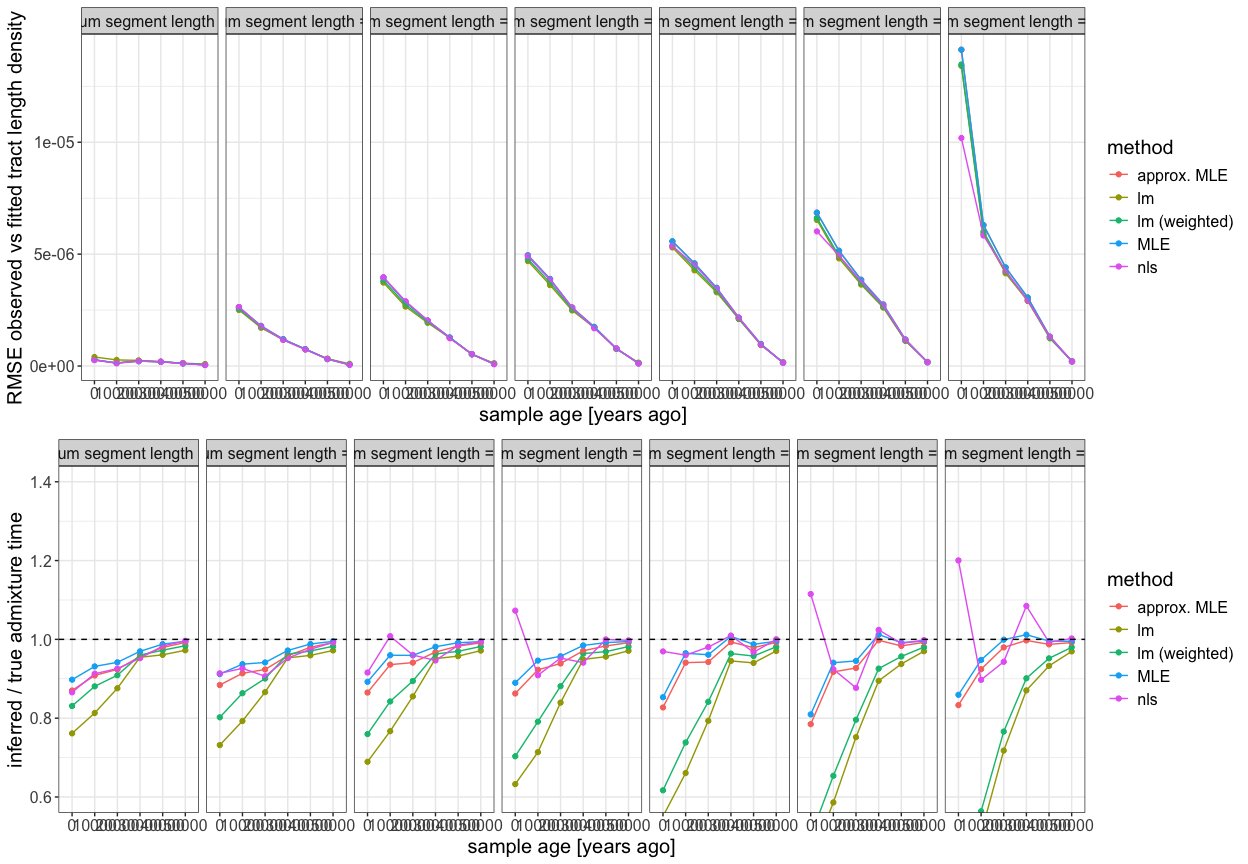 RMSE observed vs fitted tract length density
um segment length
um segment length =
m segment length =
m segment length =
m segment length =
m segment length =
m segment length =
1e-05
5e-06
0e+00
sample age [years ago]
method
approx. MLE
lm
lm (weighted)
MLE
nls
inferred / true admixture time
um segment length
um segment length =
m segment length =
m segment length =
m segment length =
m segment length =
m segment length =
1.4
1.2
1.0
0.8
0.6
sample age [years ago]
method
approx. MLE
lm
lm (weighted)
MLE
nls